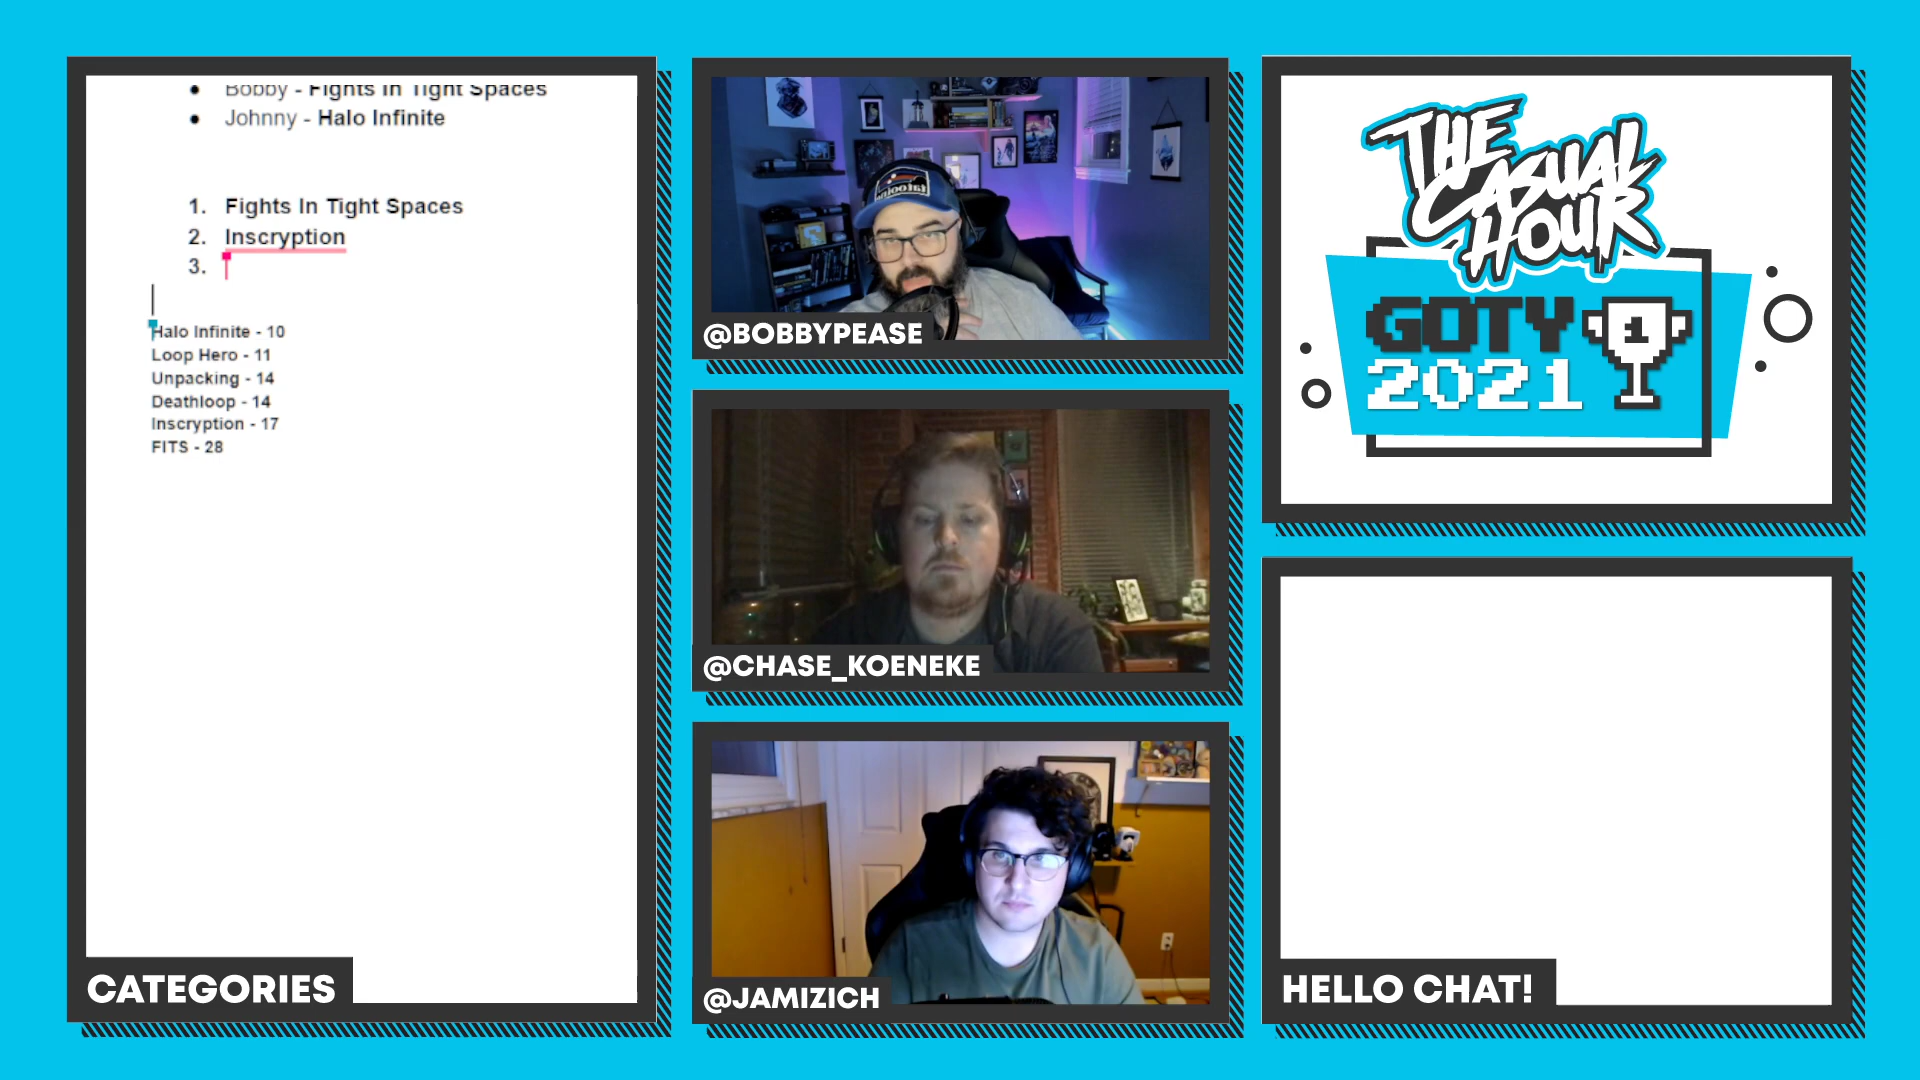 Bobby - Fights In Tight Spaces
Johnny - Halo Infinite
1. Fights In Tight Spaces
2. Inscryption
3.
Halo Infinite - 10
Loop Hero - 11
Unpacking - 14
Deathloop - 14
Inscryption - 17
FITS - 28
CATEGORIES
@BOBBYPEASE
@CHASE_KOENEKE
@JAMIZICH
THE
CASUAL
HOUR
GOTY 1
2021
HELLO CHAT!